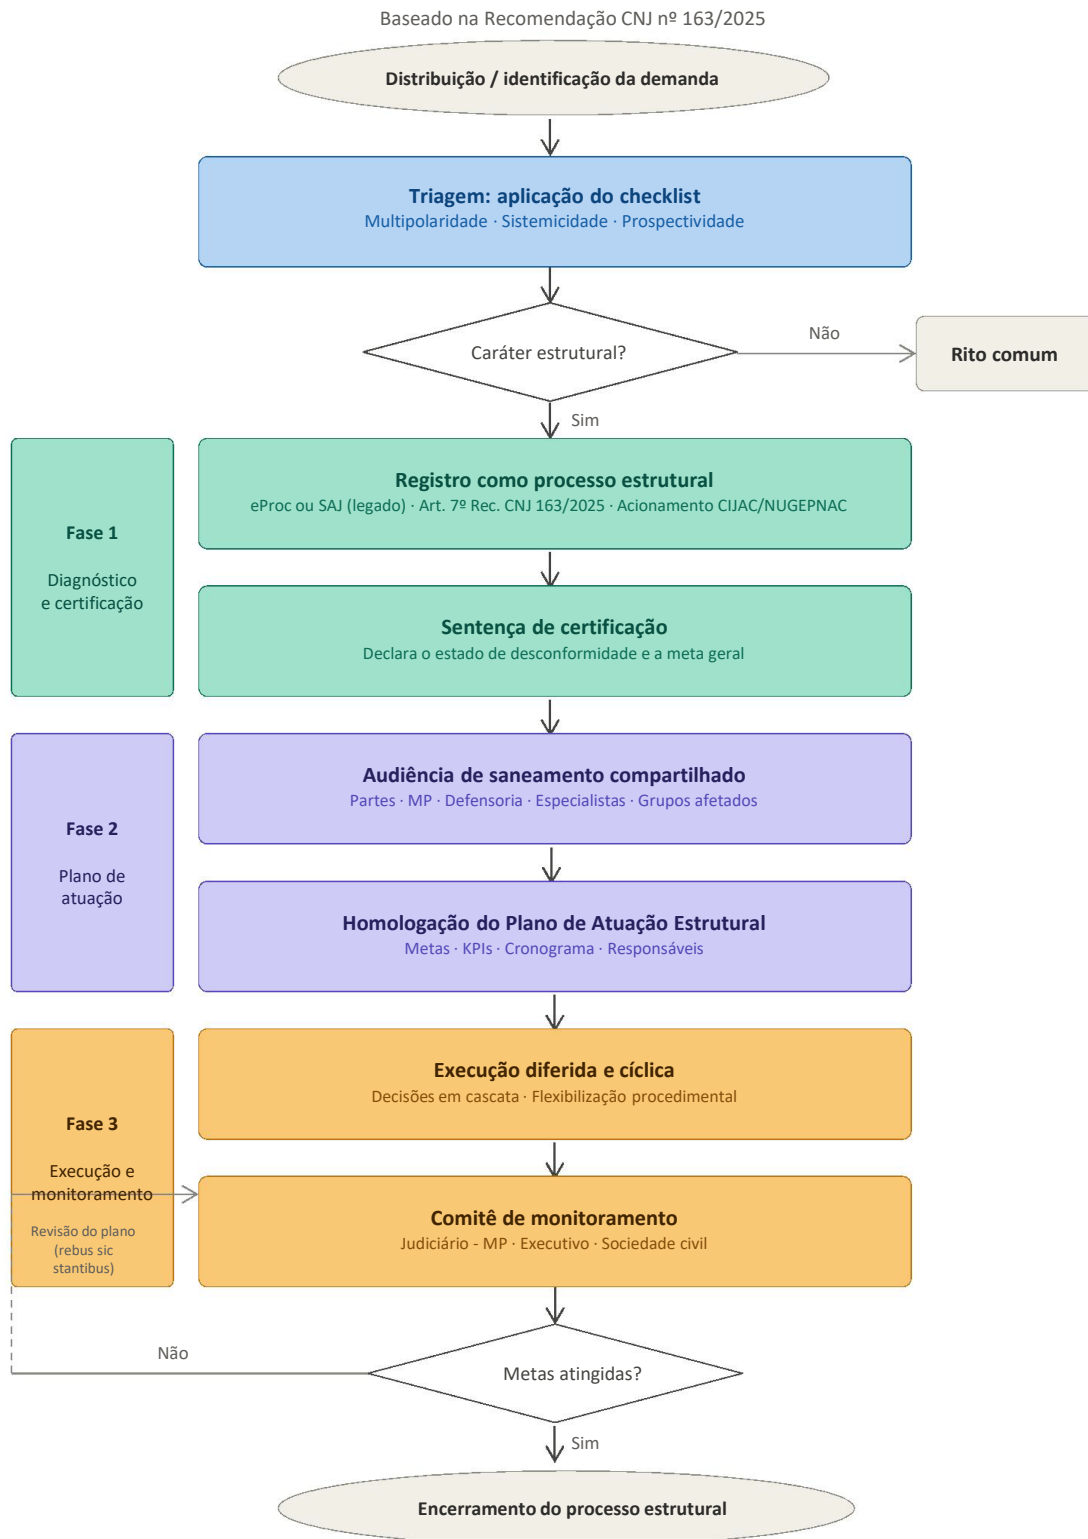 Baseado na Recomendação CNJ nº 163/2025
Distribuição / identificação da demanda
Triagem: aplicação do checklist
Multipolaridade · Sistemicidade · Prospectividade
Caráter estrutural?
Não
Rito comum
Sim
Fase 1
Diagnóstico
e certificação
Registro como processo estrutural
eProc ou SAJ (legado) · Art. 7º Rec. CNJ 163/2025 · Acionamento CIJAC/NUGEPNAC
Sentença de certificação
Declara o estado de desconformidade e a meta geral
Fase 2
Plano de
atuação
Audiência de saneamento compartilhado
Partes · MP · Defensoria · Especialistas · Grupos afetados
Homologação do Plano de Atuação Estrutural
Metas · KPIs · Cronograma · Responsáveis
Fase 3
Execução e
monitoramento
Revisão do plano
(rebus sic
stantibus)
Execução diferida e cíclica
Decisões em cascata · Flexibilização procedimental
Comitê de monitoramento
Judiciário - MP · Executivo · Sociedade civil
Não
Metas atingidas?
Sim
Encerramento do processo estrutural